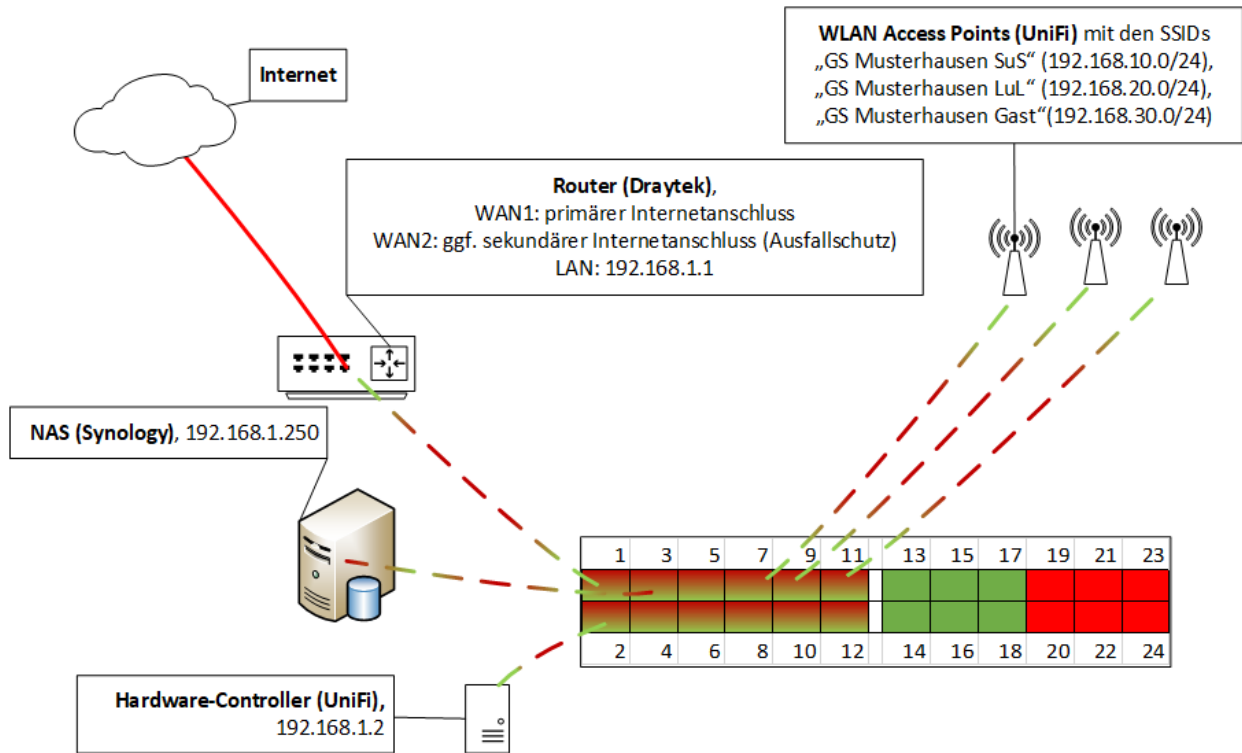 Internet
WLAN Access Points (UniFi) mit den SSIDs
„GS Musterhausen SuS“ (192.168.10.0/24),
„GS Musterhausen LuL“ (192.168.20.0/24),
„GS Musterhausen Gast“(192.168.30.0/24)
Router (Draytek),
WAN1: primärer Internetanschluss
WAN2: ggf. sekundärer Internetanschluss (Ausfallschutz)
LAN: 192.168.1.1
NAS (Synology), 192.168.1.250
1 3 5 7 9 11 13 15 17 19 21 23
2 4 6 8 10 12 14 16 18 20 22 24
Hardware-Controller (UniFi),
192.168.1.2